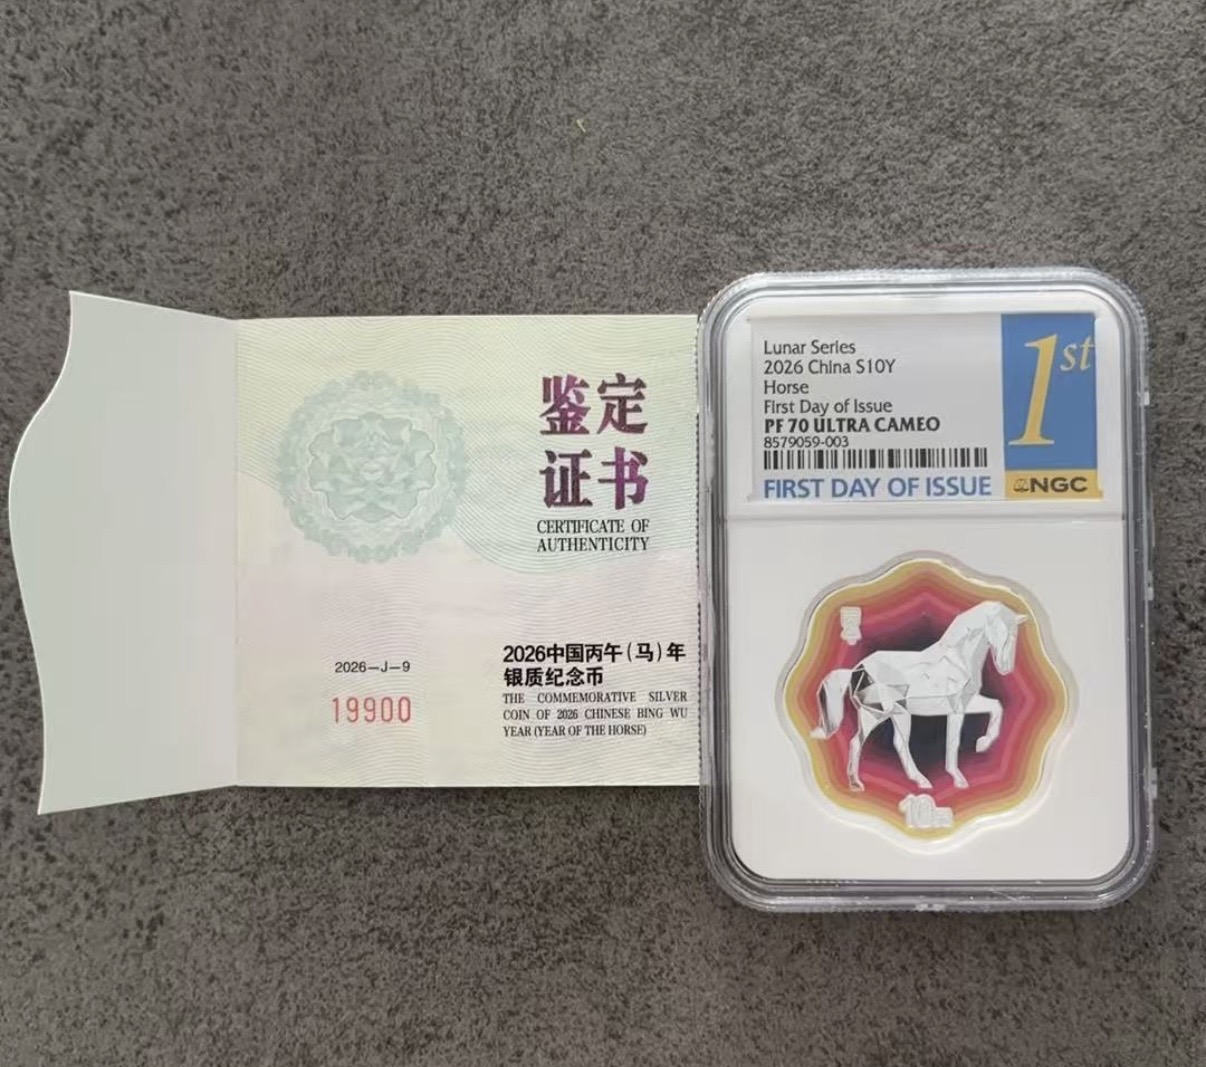 鉴定
证书
CERTIFICATE OF
AUTHENTICITY
2026-J-9
19900
2026中国丙午(马)年
银质纪念币
THE COMMEMORATIVE SILVER
COIN OF 2026 CHINESE BING WU
YEAR (YEAR OF THE HORSE)
Lunar Series
2026 China S10Y
Horse
First Day of Issue
PF 70 ULTRA CAMEO
8579059-003
FIRST DAY OF ISSUE
1st
NGC
10